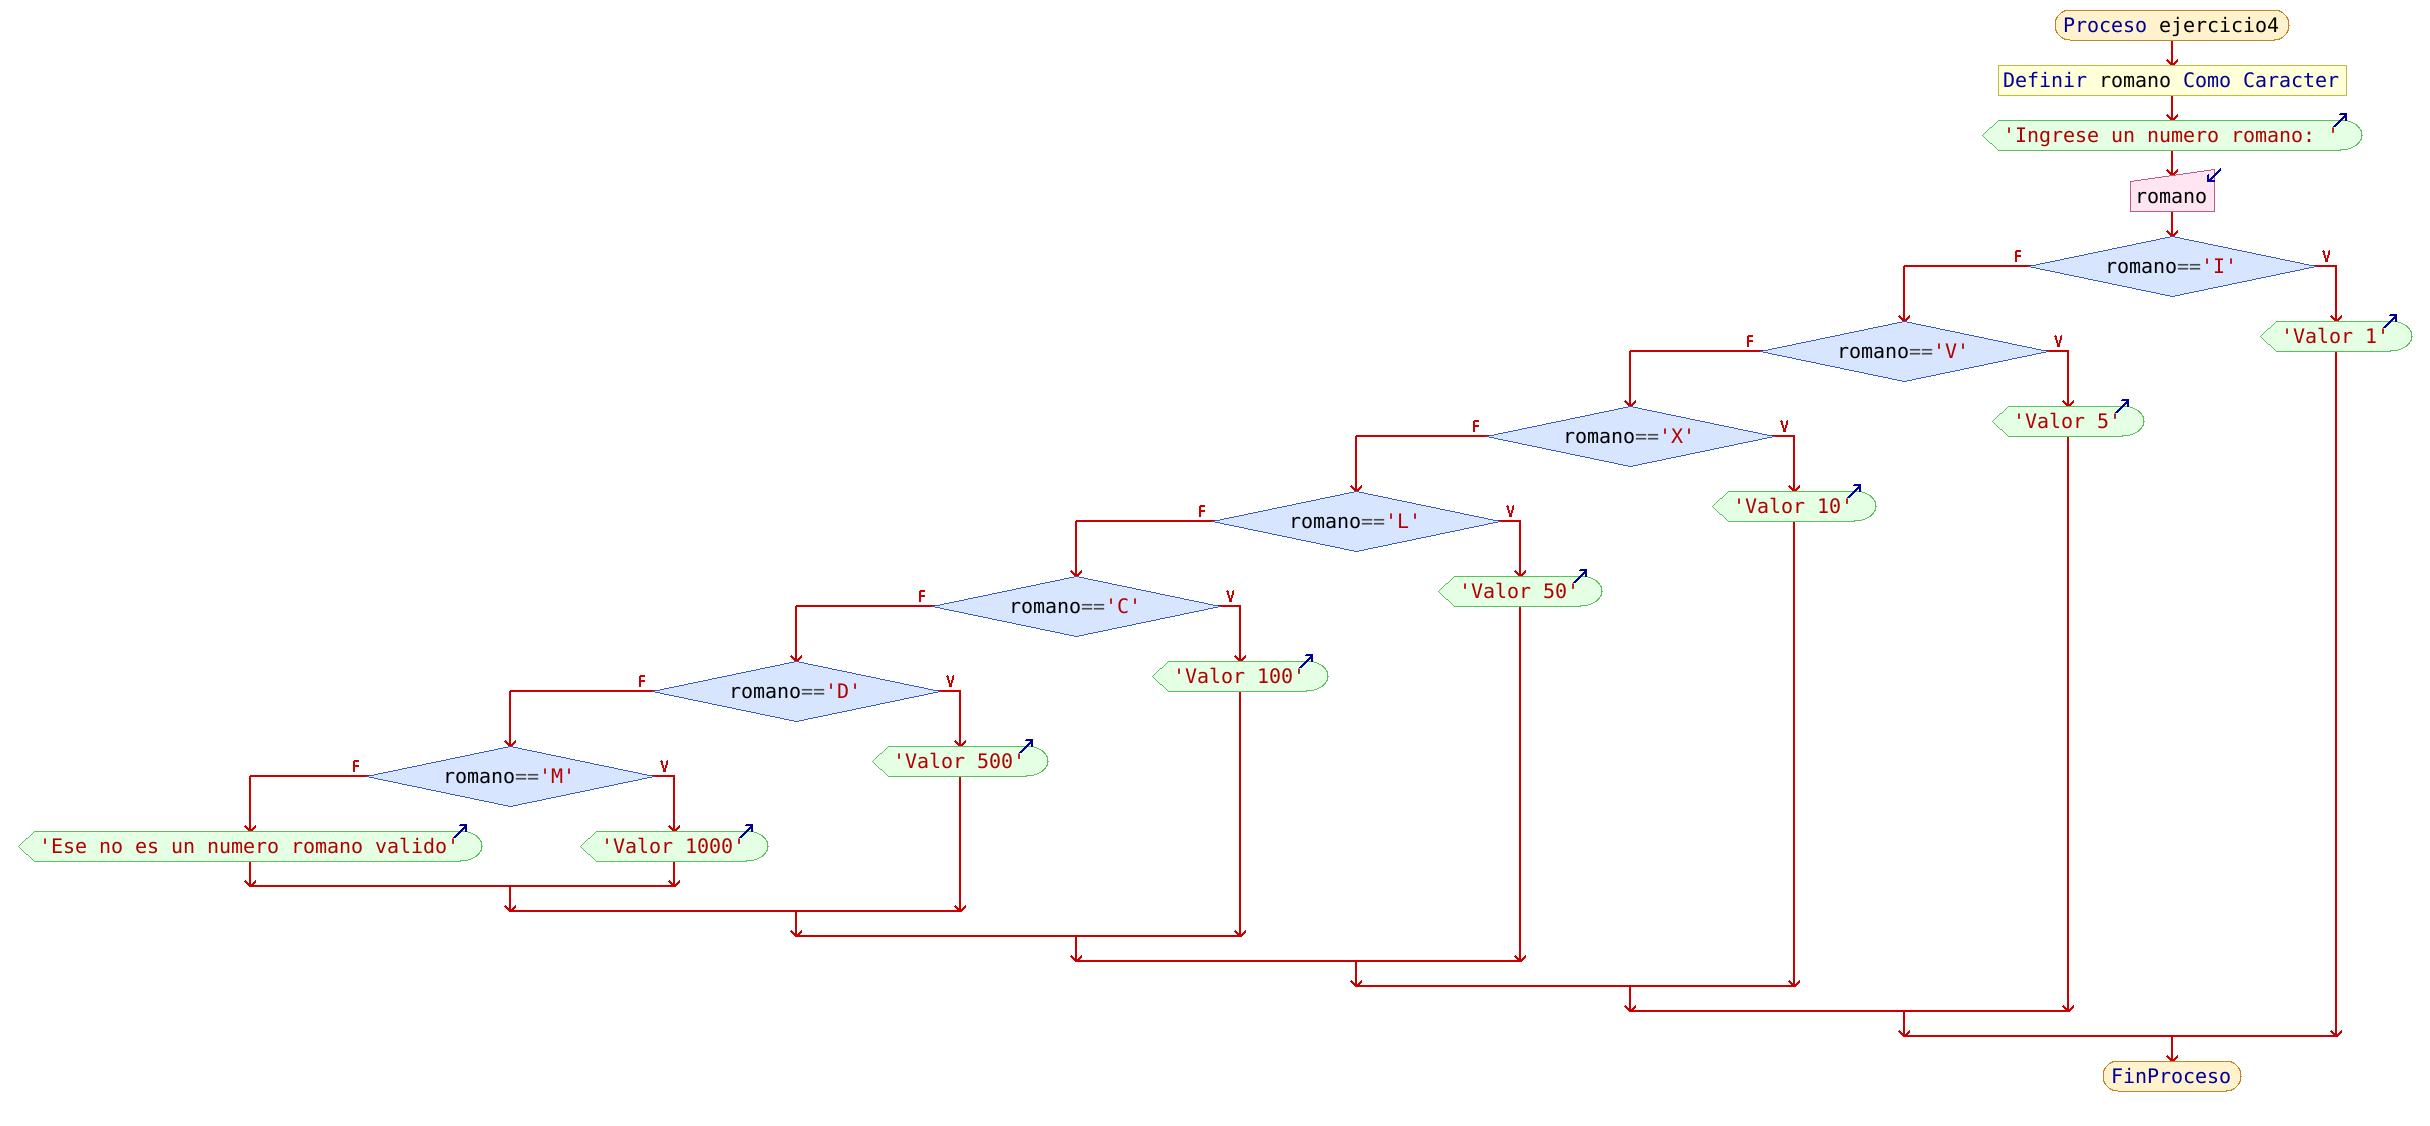 Proceso ejercicio4
Definir romano Como Caracter
'Ingrese un numero romano: '
romano
F
romano=='I'
V
F
romano=='V'
V
'Valor 1'
F
romano=='X'
V
'Valor 5'
F
romano=='L'
V
'Valor 10'
F
romano=='C'
V
'Valor 50'
F
romano=='D'
V
'Valor 100'
F
romano=='M'
V
'Valor 500'
'Ese no es un numero romano valido'
'Valor 1000'
FinProceso